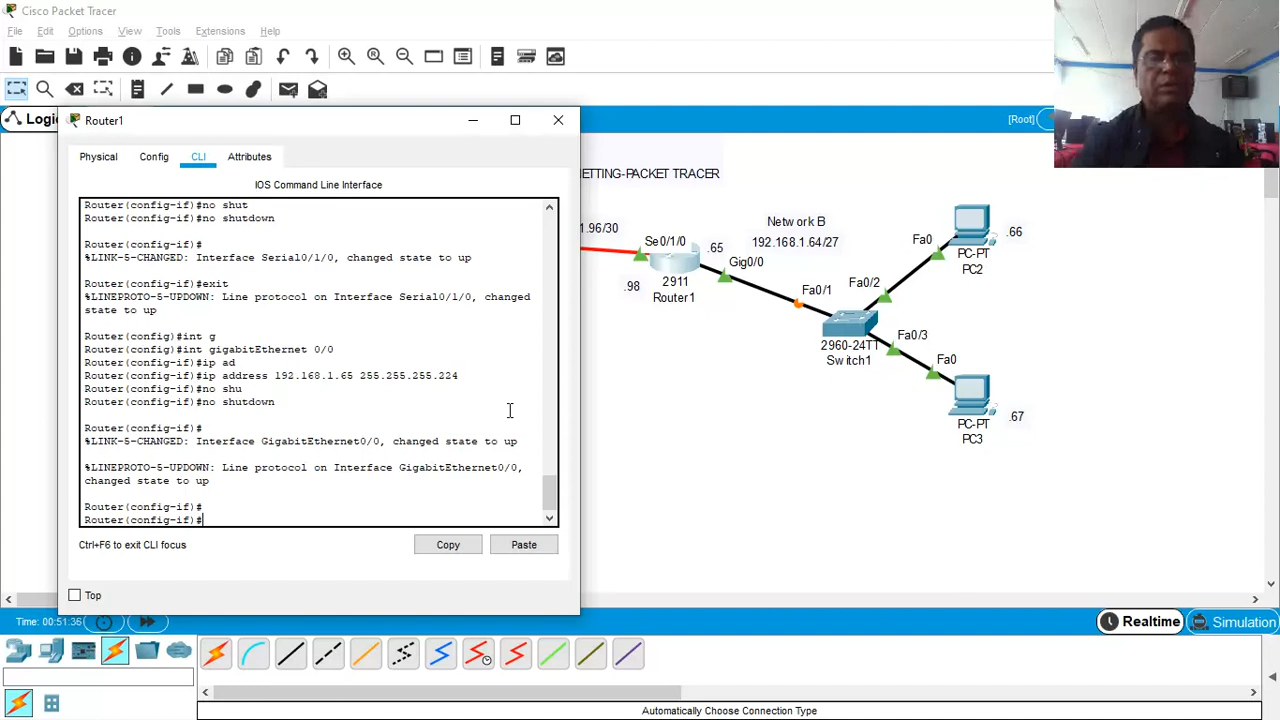 Cisco Packet Tracer
File Edit Options View Tools Extensions Help
Logi
[Root]
Router1
Physical Config CLI Attributes
IOS Command Line Interface
Router(config-if)#no shut
Router(config-if)#no shutdown
Router(config-if)#
%LINK-5-CHANGED: Interface Serial0/1/0, changed state to up
Router(config-if)#exit
%LINEPROTO-5-UPDOWN: Line protocol on Interface Serial0/1/0, changed
state to up
Router(config)#int g
Router(config)#int gigabitEthernet 0/0
Router(config-if)#ip ad
Router(config-if)#ip address 192.168.1.65 255.255.255.224
Router(config-if)#no shu
Router(config-if)#no shutdown
Router(config-if)#
%LINK-5-CHANGED: Interface GigabitEthernet0/0, changed state to up
%LINEPROTO-5-UPDOWN: Line protocol on Interface GigabitEthernet0/0,
changed state to up
Router(config-if)#
Router(config-if)#
Ctrl+F6 to exit CLI focus
Copy
Paste
Top
ETTING-PACKET TRACER
1.96/30
Network B
192.168.1.64/27
Se0/1/0
.65
Gig0/0
.98
2911
Router1
Fa0/1
Fa0/2
Fa0
.66
PC-PT
PC2
2960-24TT
Switch1
Fa0/3
Fa0
PC-PT
PC3
.67
Time: 00:51:36
Realtime
Simulation
Automatically Choose Connection Type